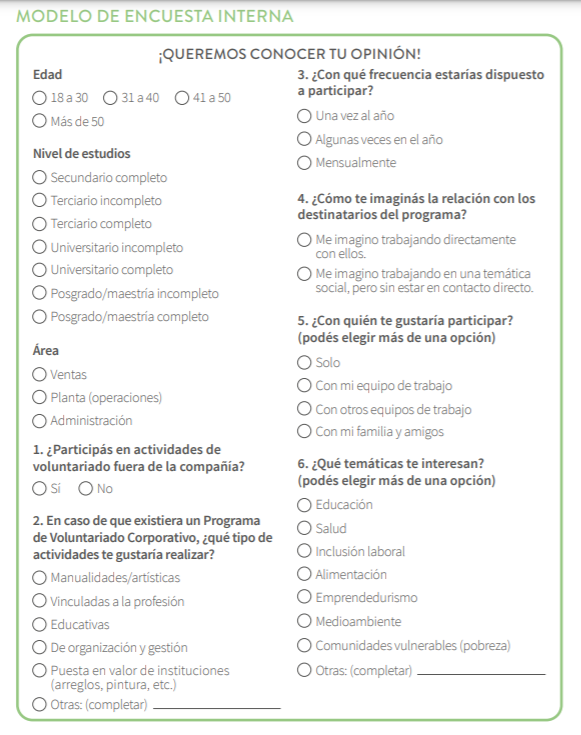 MODELO DE ENCUESTA INTERNA
¡QUEREMOS CONOCER TU OPINIÓN!
Edad
18 a 30 31 a 40 41 a 50
Más de 50
Nivel de estudios
Secundario completo
Terciario incompleto
Terciario completo
Universitario incompleto
Universitario completo
Posgrado/maestría incompleto
Posgrado/maestría completo
Área
Ventas
Planta (operaciones)
Administración
1. ¿Participás en actividades de
voluntariado fuera de la compañía?
Sí No
2. En caso de que existiera un Programa
de Voluntariado Corporativo, ¿qué tipo de
actividades te gustaría realizar?
Manualidades/artísticas
Vinculadas a la profesión
Educativas
De organización y gestión
Puesta en valor de instituciones
(arreglos, pintura, etc.)
Otras: (completar)
3. ¿Con qué frecuencia estarías dispuesto
a participar?
Una vez al año
Algunas veces en el año
Mensualmente
4. ¿Cómo te imaginás la relación con los
destinatarios del programa?
Me imagino trabajando directamente
con ellos.
Me imagino trabajando en una temática
social, pero sin estar en contacto directo.
5. ¿Con quién te gustaría participar?
(podés elegir más de una opción)
Solo
Con mi equipo de trabajo
Con otros equipos de trabajo
Con mi familia y amigos
6. ¿Qué temáticas te interesan?
(podés elegir más de una opción)
Educación
Salud
Inclusión laboral
Alimentación
Emprendedurismo
Medioambiente
Comunidades vulnerables (pobreza)
Otras: (completar)